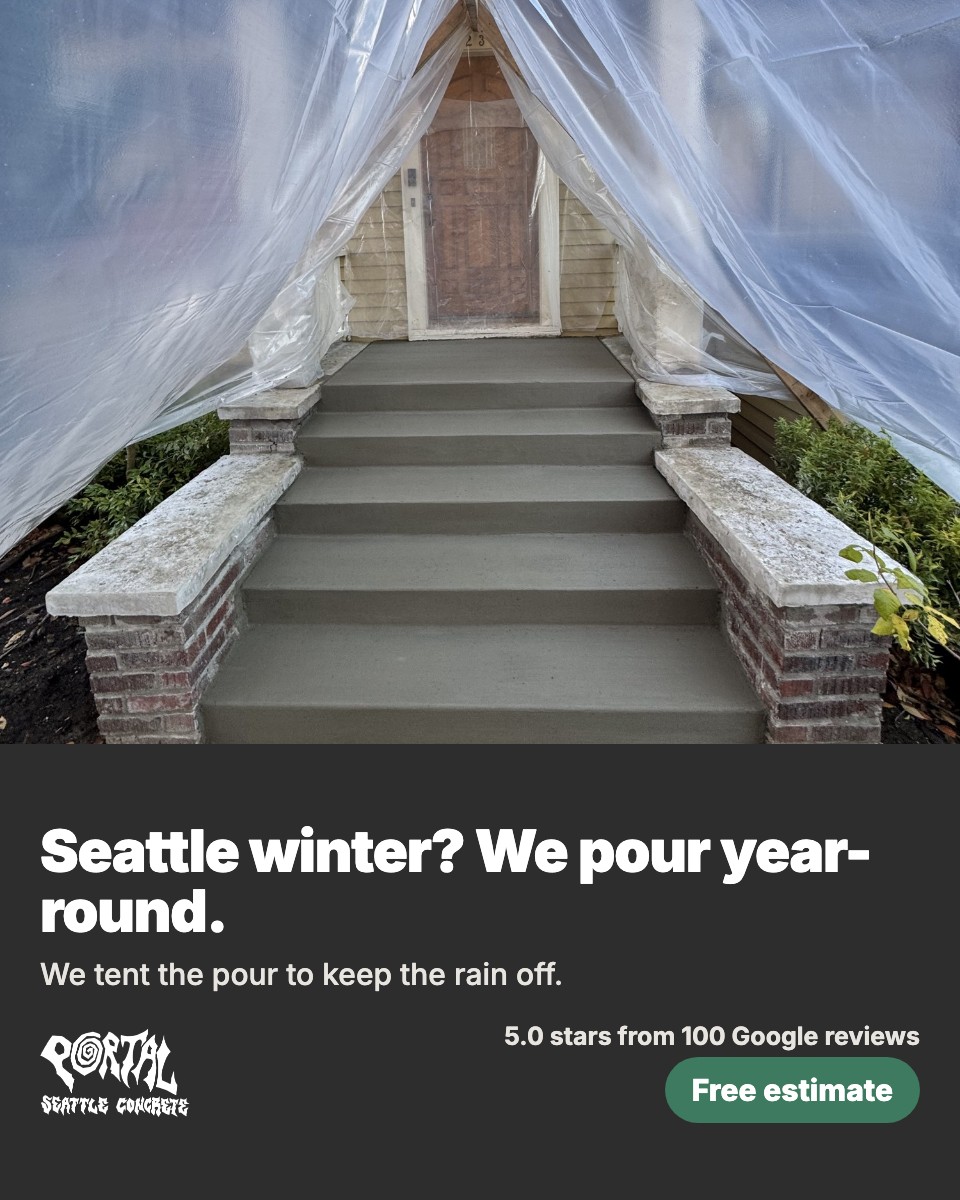 23
Seattle winter? We pour year-
round.
We tent the pour to keep the rain off.
5.0 stars from 100 Google reviews
PORTAL
SEATTLE CONCRETE
Free estimate